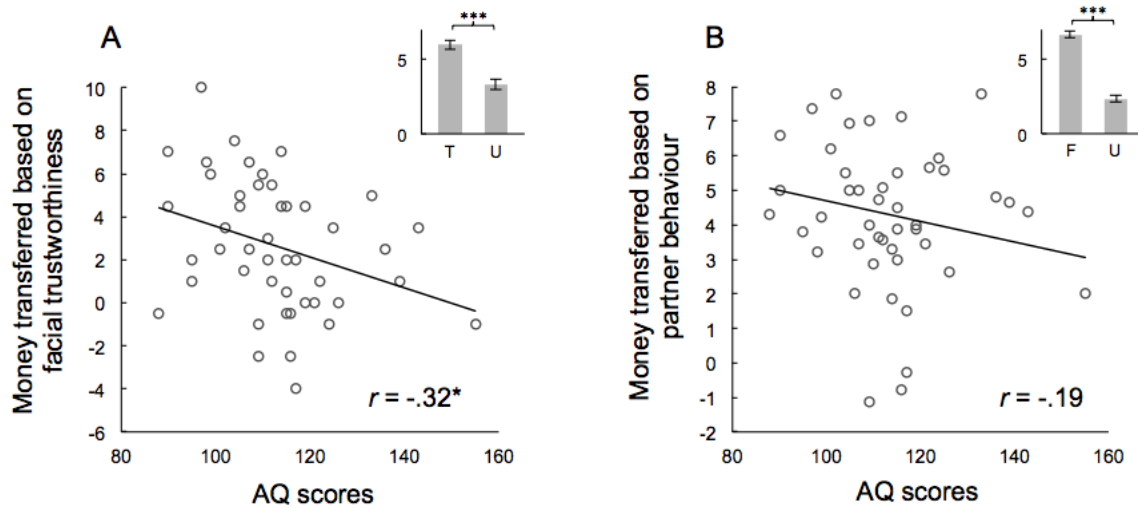 A
***
5
0
T U
10
8
6
4
2
0
-2
-4
-6
80 100 120 140 160
Money transferred based on
facial trustworthiness
AQ scores
r = -.32*
B
***
5
0
F U
8
7
6
5
4
3
2
1
0
-1
-2
80 100 120 140 160
Money transferred based on
partner behaviour
AQ scores
r = -.19